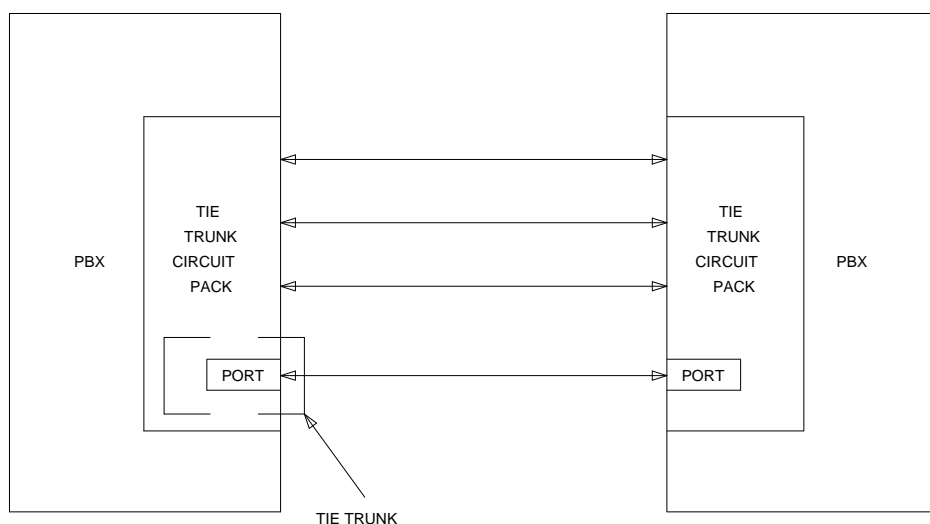 TIE
TRUNK
CIRCUIT
PACK
PBX
PORT
TIE
TRUNK
CIRCUIT
PACK
PBX
PORT
TIE TRUNK